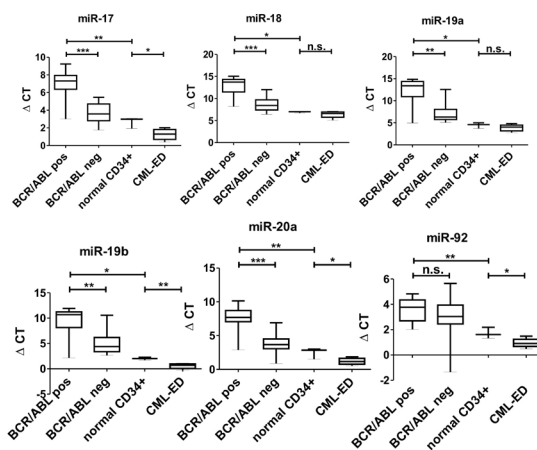 miR-17
** 
*** *
Δ CT
10
8
6
4
2
0
BCR/ABL pos
BCR/ABL neg
normal CD34+
CML-ED
miR-18
*
*** n.s.
Δ CT
20
15
10
5
0
BCR/ABL pos
BCR/ABL neg
normal CD34+
CML-ED
miR-19a
*
** n.s.
Δ CT
20
15
10
5
0
BCR/ABL pos
BCR/ABL neg
normal CD34+
CML-ED
miR-19b
*
** **
Δ CT
15
10
5
0
-5
BCR/ABL pos
BCR/ABL neg
normal CD34+
CML-ED
miR-20a
**
*** *
Δ CT
15
10
5
0
BCR/ABL pos
BCR/ABL neg
normal CD34+
CML-ED
miR-92
**
n.s. *
Δ CT
6
4
2
0
-2
BCR/ABL pos
BCR/ABL neg
normal CD34+
CML-ED